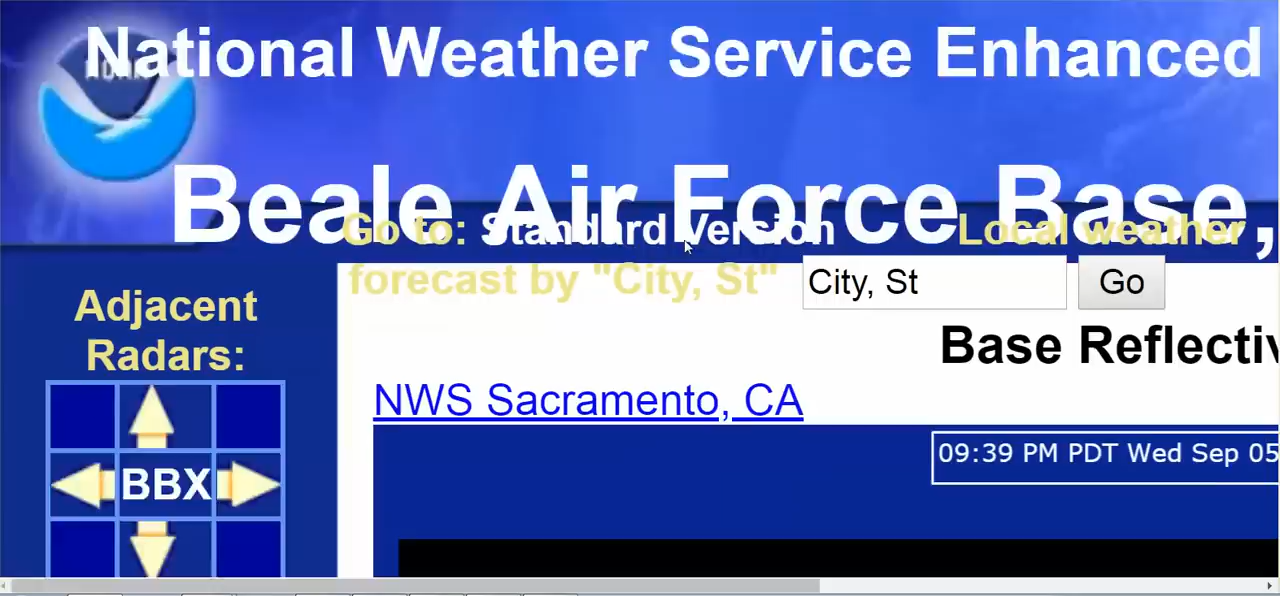 National Weather Service Enhanced
NOAA
Beale Air Force Base,
Go to: Standard Version Local weather
forecast by "City, St" City, St Go
Adjacent
Radars:
Base Reflectiv
NWS Sacramento, CA
09:39 PM PDT Wed Sep 05
BBX